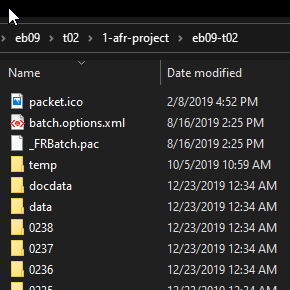 eb09 > t02 > 1-afr-project > eb09-t02
Name Date modified
packet.ico 2/8/2019 4:52 PM
batch.options.xml 8/16/2019 2:25 PM
_FRBatch.pac 8/16/2019 2:25 PM
temp 10/5/2019 10:59 AM
docdata 12/23/2019 12:34 AM
data 12/23/2019 12:34 AM
0238 12/23/2019 12:34 AM
0237 12/23/2019 12:34 AM
0236 12/23/2019 12:34 AM